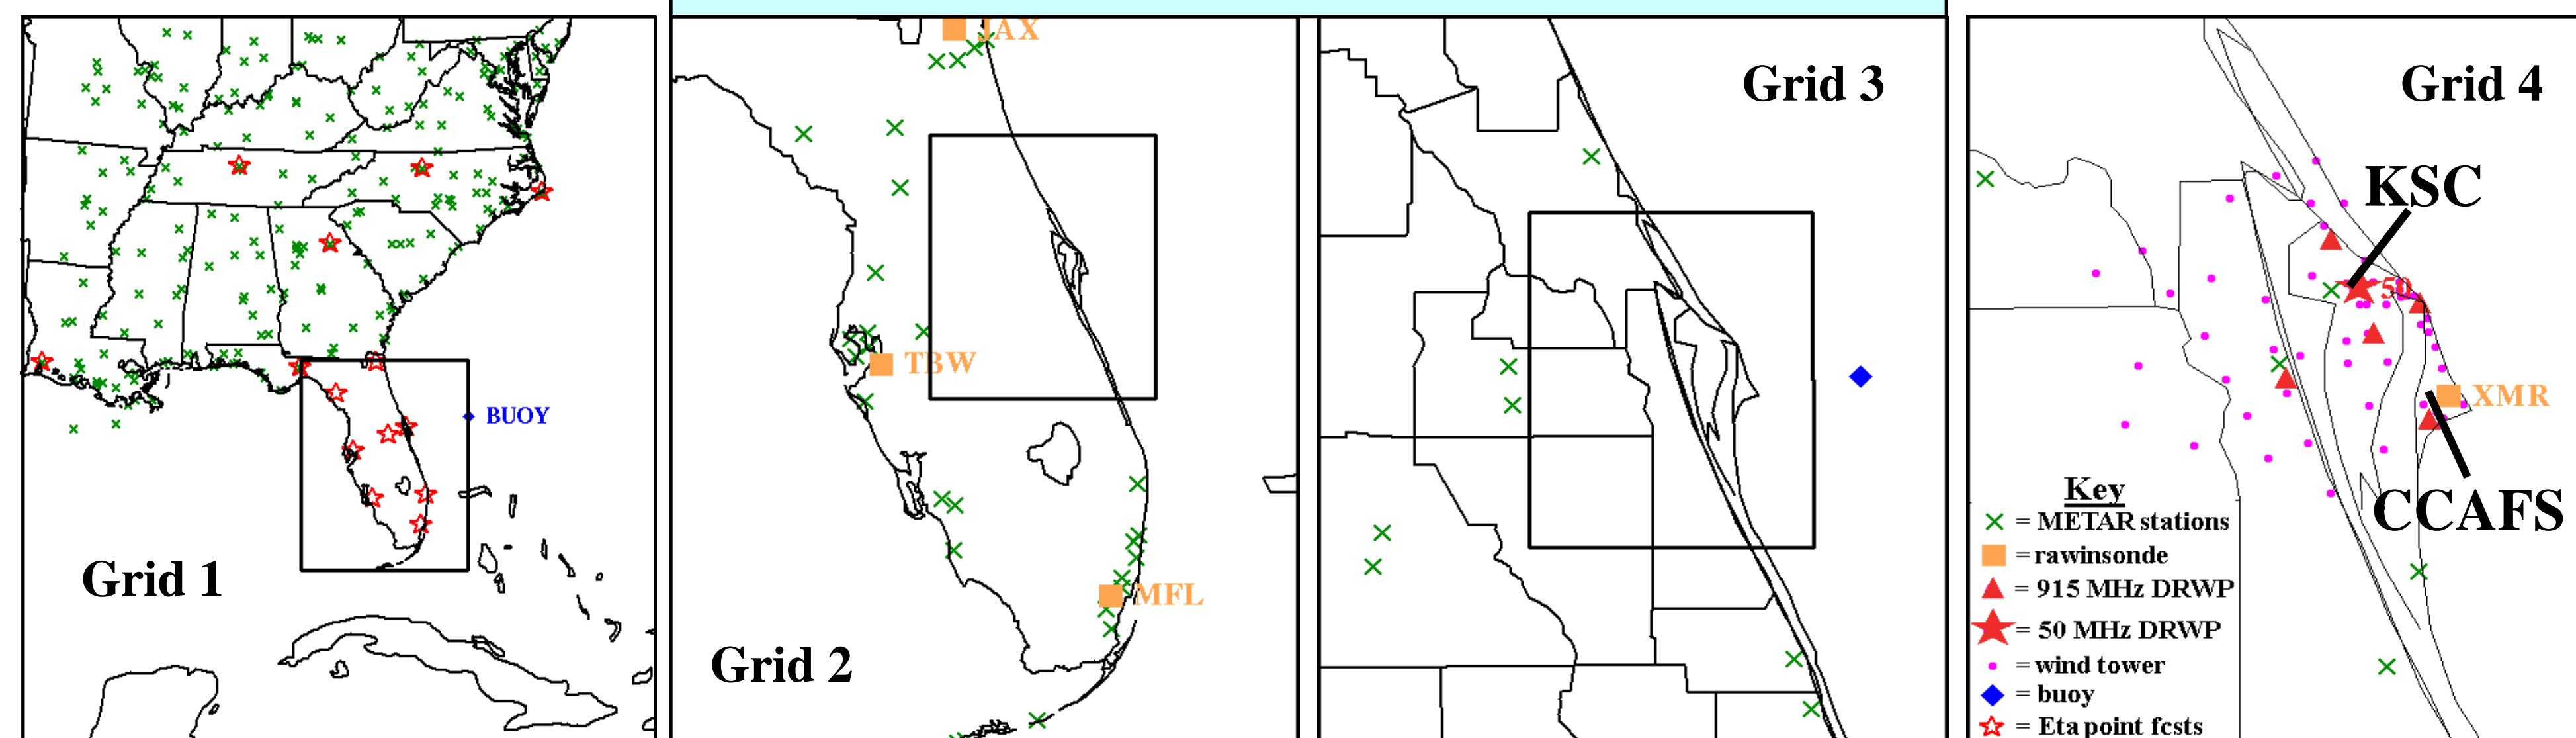 Grid 1
BUOY
JAX
TBW
MFL
Grid 2
Grid 3
Grid 4
KSC
50
XMR
CCAFS
Key
= METAR stations
= rawinsonde
= 915 MHz DRWP
= 50 MHz DRWP
= wind tower
= buoy
= Eta point fcsts